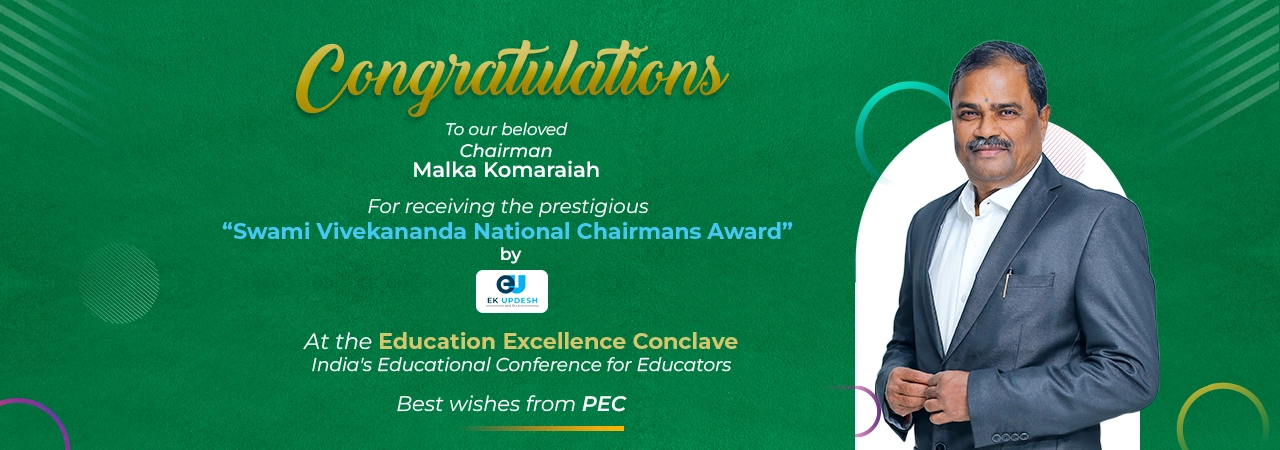 Congratulations
To our beloved
Chairman
Malka Komaraiah
For receiving the prestigious
“Swami Vivekananda National Chairmans Award”
by
EU
EK UPDESH
At the Education Excellence Conclave
India's Educational Conference for Educators
Best wishes from PEC